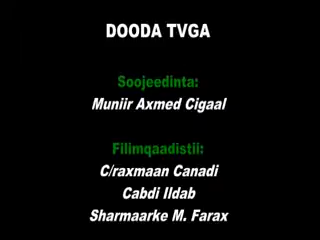 DOODA TVGA
Soojeedinta:
Muniir Axmed Cigaal
Filimqaadistii:
C/raxmaan Canadi
Cabdi Ildab
Sharmaarke M. Farax